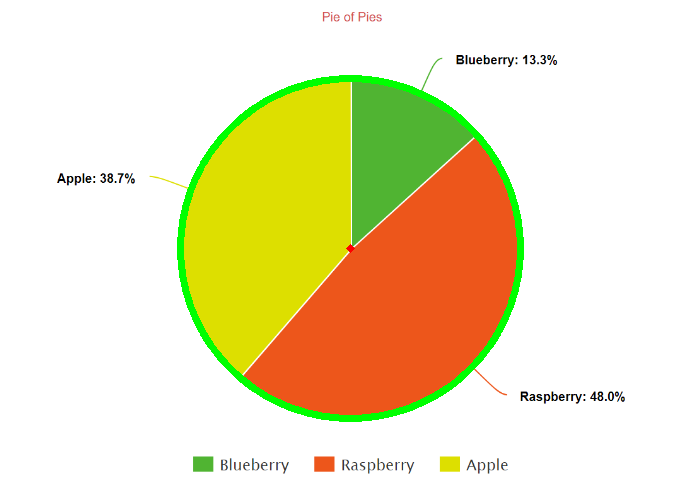 Pie of Pies
Blueberry: 13.3%
Apple: 38.7%
Raspberry: 48.0%
Blueberry Raspberry Apple